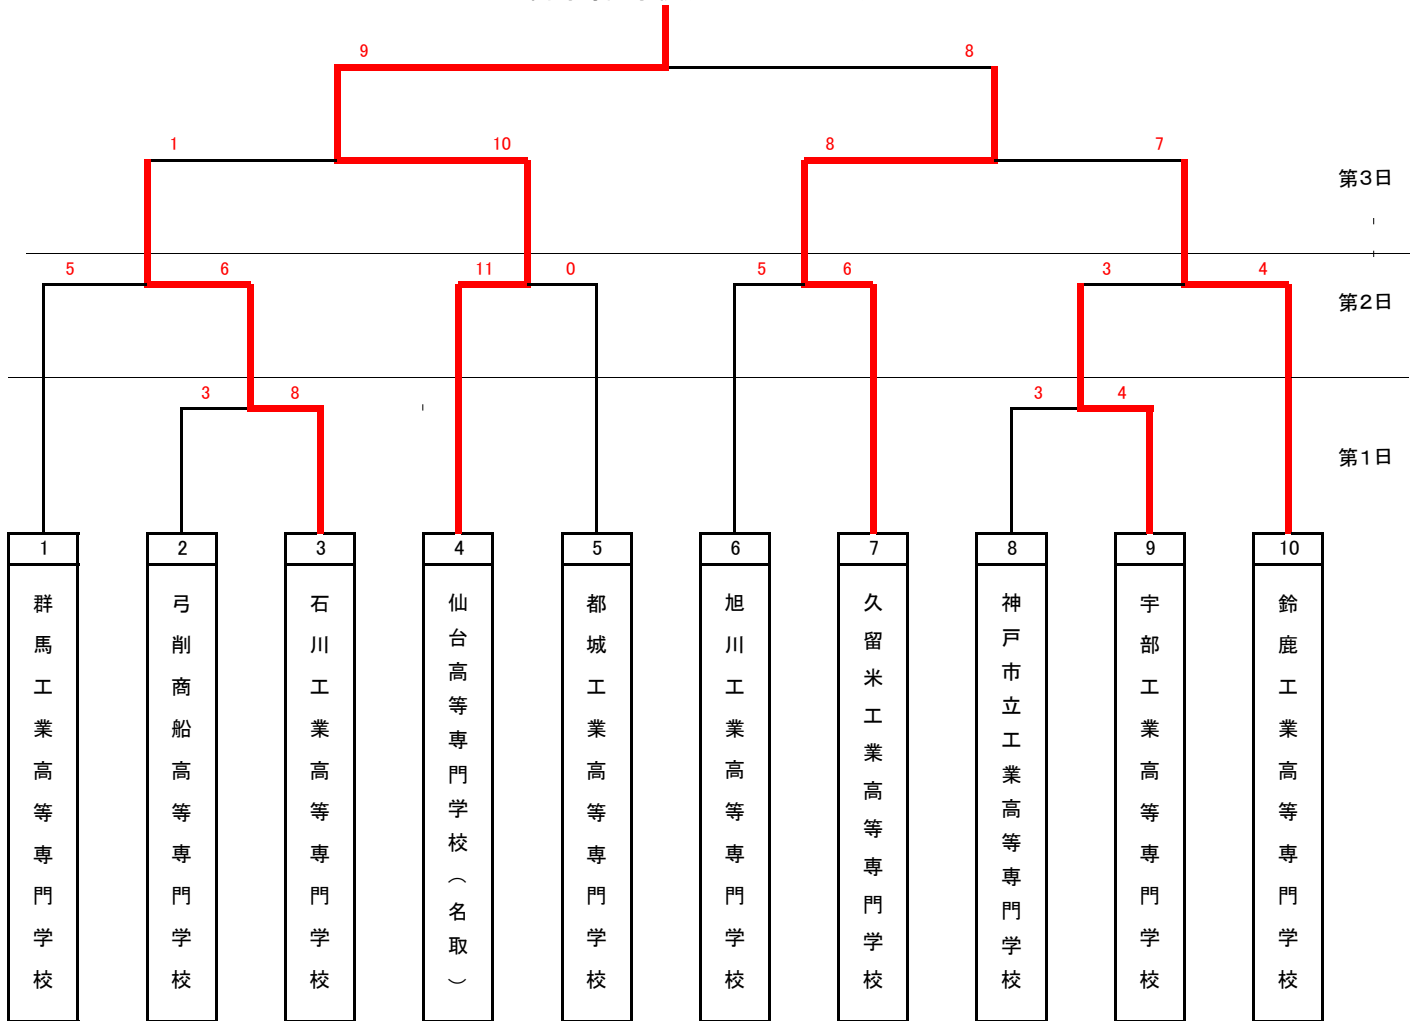 9 8
1 10 8 7
第3日
5 6 11 0 5 6 3 4
第2日
3 8 3 4
第1日
1 2 3 4 5 6 7 8 9 10
群馬工業高等専門学校
弓削商船高等専門学校
石川工業高等専門学校
仙台高等専門学校(名取)
都城工業高等専門学校
旭川工業高等専門学校
久留米工業高等専門学校
神戸市立工業高等専門学校
宇部工業高等専門学校
鈴鹿工業高等専門学校